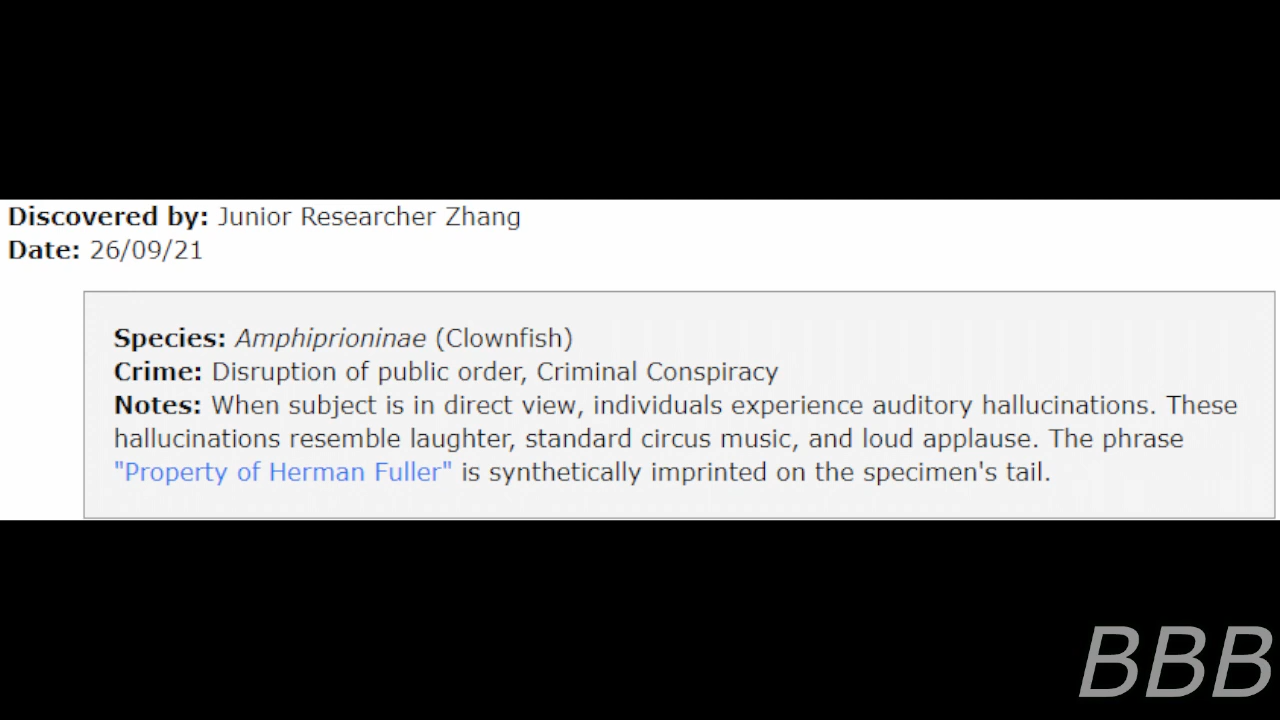 Discovered by: Junior Researcher Zhang
Date: 26/09/21
Species: Amphiprioninae (Clownfish)
Crime: Disruption of public order, Criminal Conspiracy
Notes: When subject is in direct view, individuals experience auditory hallucinations. These
hallucinations resemble laughter, standard circus music, and loud applause. The phrase
"Property of Herman Fuller" is synthetically imprinted on the specimen's tail.
BBB